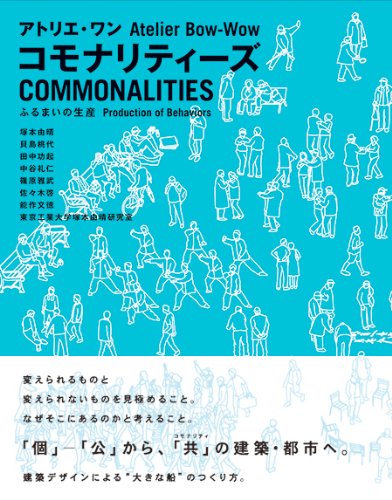 アトリエ・ワン Atelier Bow-Wow
コモナリティーズ
COMMONALITIES
ふるまいの生産 Production of Behaviors
塚本由晴
貝島桃代
田中功起
中谷礼仁
篠原雅武
佐々木啓
能作文徳
東京工業大学塚本由晴研究室
変えられるものと
変えられないものを見極めること。
なぜそこにあるのかと考えること。
コモナリティ
「個」―「公」から、「共」の建築・都市へ。
建築デザインによる“大きな船”のつくり方。